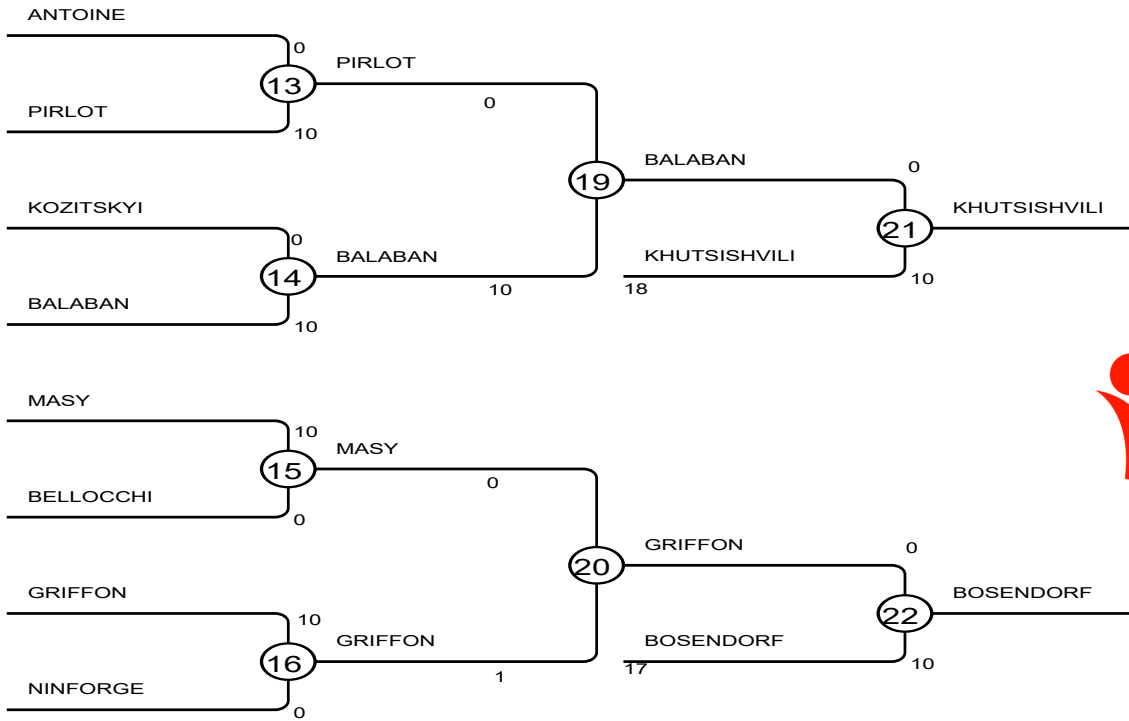 ANTOINE
0
13
PIRLOT
0
PIRLOT
10
19
BALABAN
0
KOZITSKYI
0
14
BALABAN
10
BALABAN
10
21
KHUTSISHVILI
KHUTSISHVILI
18
10
MASY
10
15
MASY
0
BELLOCCHI
0
20
GRIFFON
0
GRIFFON
10
16
GRIFFON
1
NINFORGE
0
22
BOSENDORF
BOSENDORF
17
10